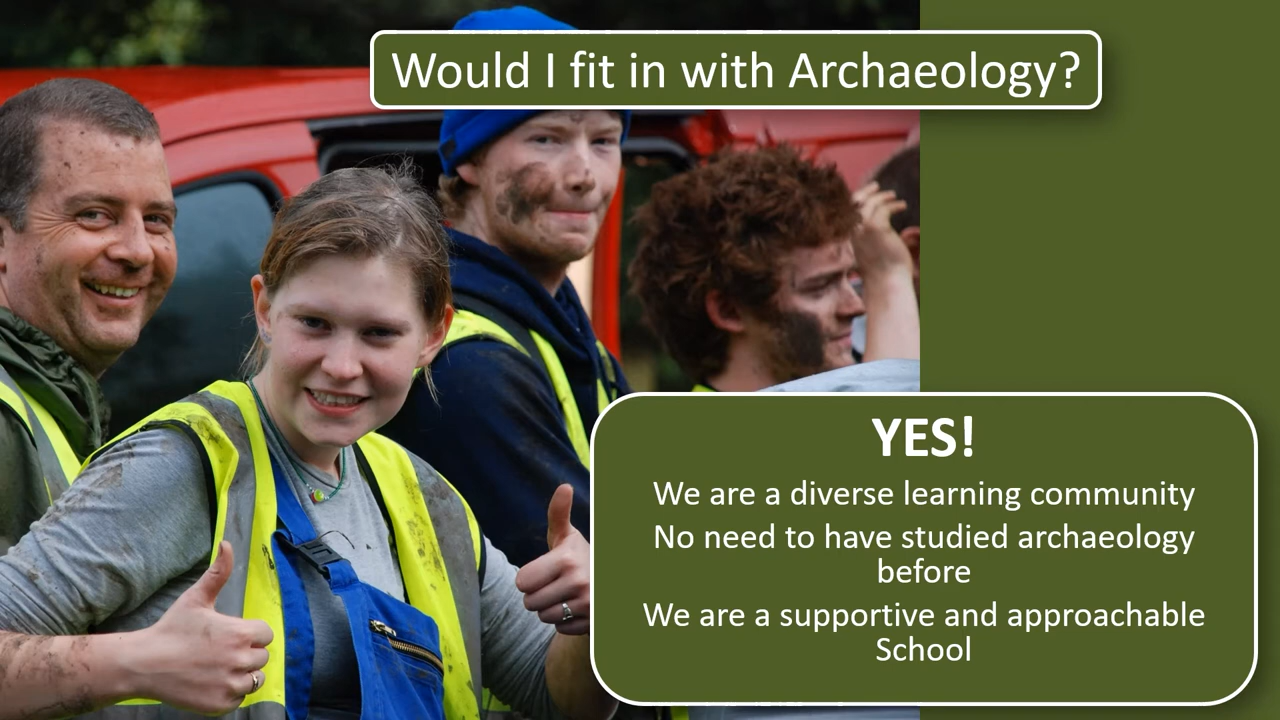 Would I fit in with Archaeology?
YES!
We are a diverse learning community
No need to have studied archaeology
before
We are a supportive and approachable
School